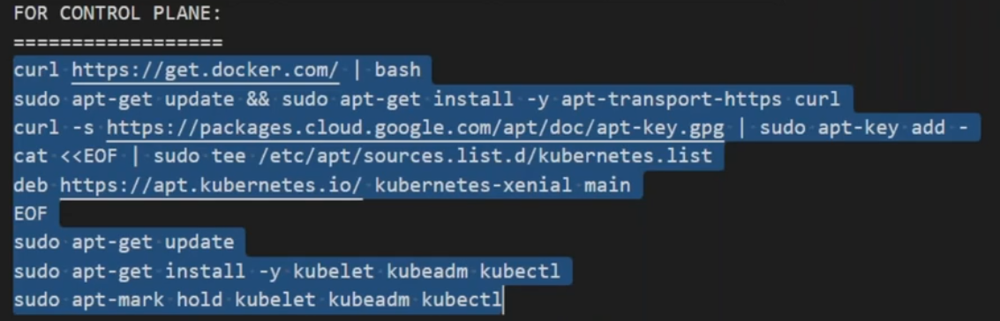 FOR CONTROL PLANE:
==================
curl https://get.docker.com/ | bash
sudo apt-get update && sudo apt-get install -y apt-transport-https curl
curl -s https://packages.cloud.google.com/apt/doc/apt-key.gpg | sudo apt-key add -
cat <<EOF | sudo tee /etc/apt/sources.list.d/kubernetes.list
deb https://apt.kubernetes.io/ kubernetes-xenial main
EOF
sudo apt-get update
sudo apt-get install -y kubelet kubeadm kubectl
sudo apt-mark hold kubelet kubeadm kubectl